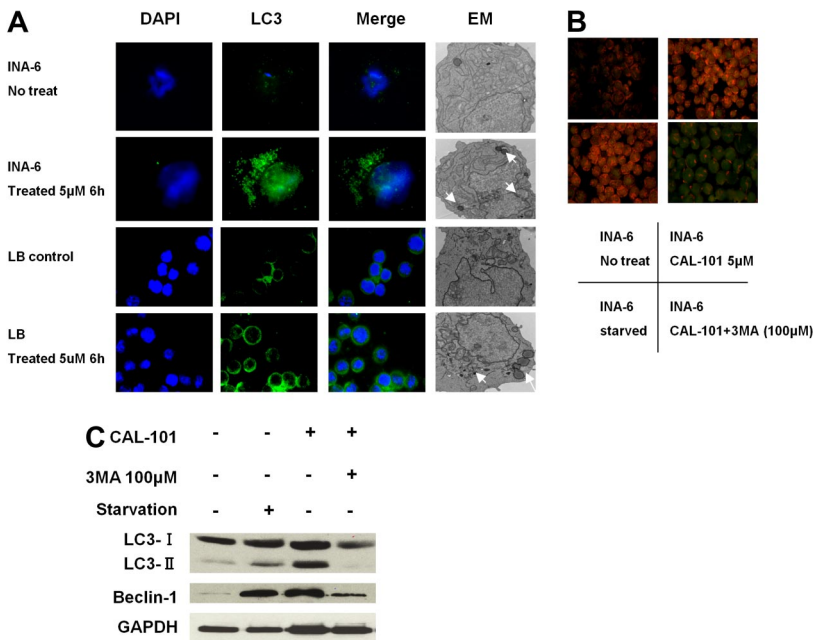 A
DAPI LC3 Merge EM
INA-6
No treat
INA-6
Treated 5μM 6h
LB control
LB
Treated 5uM 6h
B
INA-6 INA-6
No treat CAL-101 5μM
INA-6 INA-6
starved CAL-101+3MA (100μM)
C CAL-101 - - + +
3MA 100μM - - - +
Starvation - + - -
LC3-Ⅰ
LC3-Ⅱ
Beclin-1
GAPDH